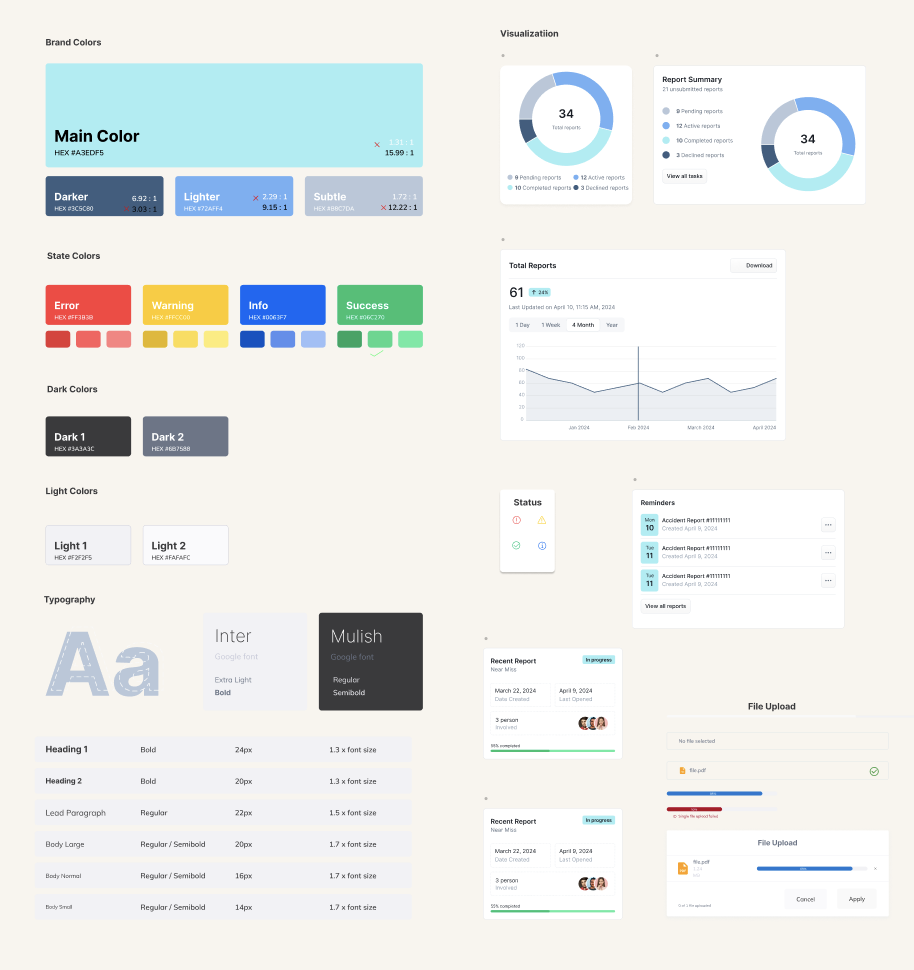 Brand Colors
Main Color
HEX #A3EDF5
1.31 : 1
15.99 : 1
Darker
HEX #3C5C80
6.92 : 1
3.03 : 1
Lighter
HEX #72AFF4
2.29 : 1
9.15 : 1
Subtle
1.72 : 1
12.22 : 1
State Colors
Error
HEX #FF3B3B
Warning
HEX #FFCC00
Info
HEX #0063F7
Success
HEX #06C270
Dark Colors
Dark 1
HEX #3A3A3C
Dark 2
HEX #6B7588
Light Colors
Light 1
HEX #F2F2F5
Light 2
HEX #FAFAFC
Typography
Aa
Inter
Google font
Extra Light
Bold
Mulish
Google font
Regular
Semibold
Heading 1 Bold 24px 1.3 x font size
Heading 2 Bold 20px 1.3 x font size
Lead Paragraph Regular 22px 1.5 x font size
Body Large Regular / Semibold 20px 1.7 x font size
Body Normal Regular / Semibold 16px 1.7 x font size
Body Small Regular / Semibold 14px 1.7 x font size
Visualizatiion
34
Total reports
9 Pending reports
12 Active reports
10 Completed reports
3 Declined reports
Report Summary
21 unsubmitted reports
9 Pending reports
12 Active reports
10 Completed reports
3 Declined reports
View all tasks
34
Total reports
Total Reports
Download
61
24%
Last Updated on April 10, 11:15 AM, 2024
1 Day 1 Week 4 Month Year
120
100
80
60
40
20
0
Jan 2024 Feb 2024 March 2024 April 2024
Status
Reminders
Mon
10
Accident Report #11111111
Created April 9, 2024
Tue
11
Accident Report #11111111
Created April 9, 2024
Tue
11
Accident Report #11111111
Created April 9, 2024
View all reports
Recent Report
In progress
Near Miss
March 22, 2024
Date Created
April 9, 2024
Last Opened
3 person
Involved
55% completed
Recent Report
In progress
Near Miss
March 22, 2024
Date Created
April 9, 2024
Last Opened
3 person
Involved
55% completed
File Upload
No file selected
file.pdf
Single file upload failed
File Upload
file.pdf
Cancel
Apply